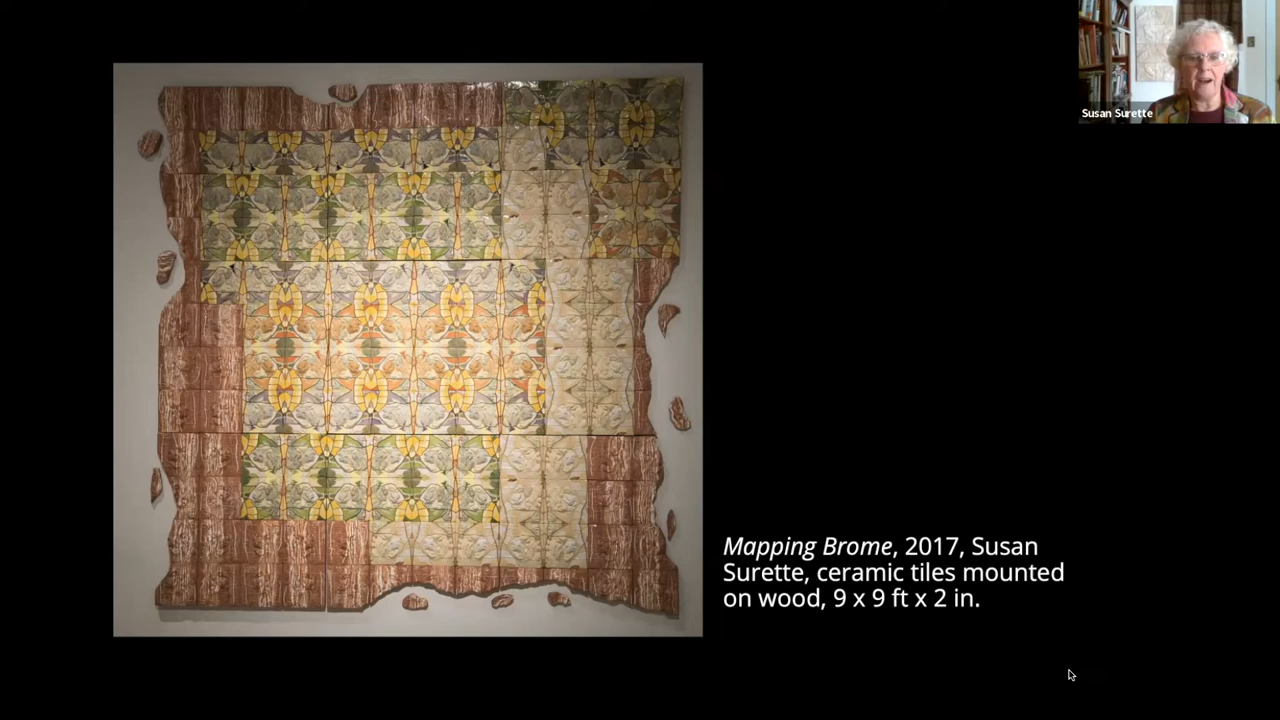 Susan Surette
Mapping Brome, 2017, Susan
Surette, ceramic tiles mounted
on wood, 9 x 9 ft x 2 in.